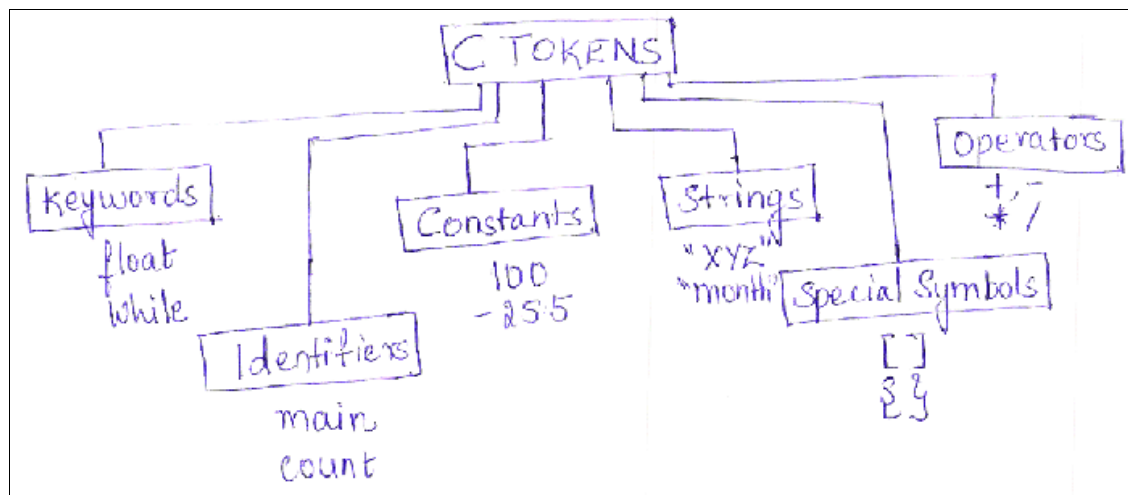 C TOKENS
Keywords
float
while
Identifiers
main
count
Constants
100
-25.5
Strings
"XYZ"
"month"
Special Symbols
[ ]
{ }
Operators
+, -
* /